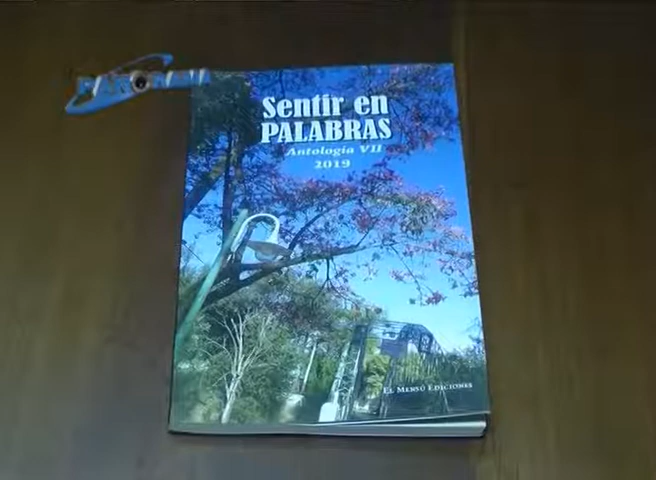 Sentir en
PALABRAS
Antología VII
2019
El Mensú Ediciones